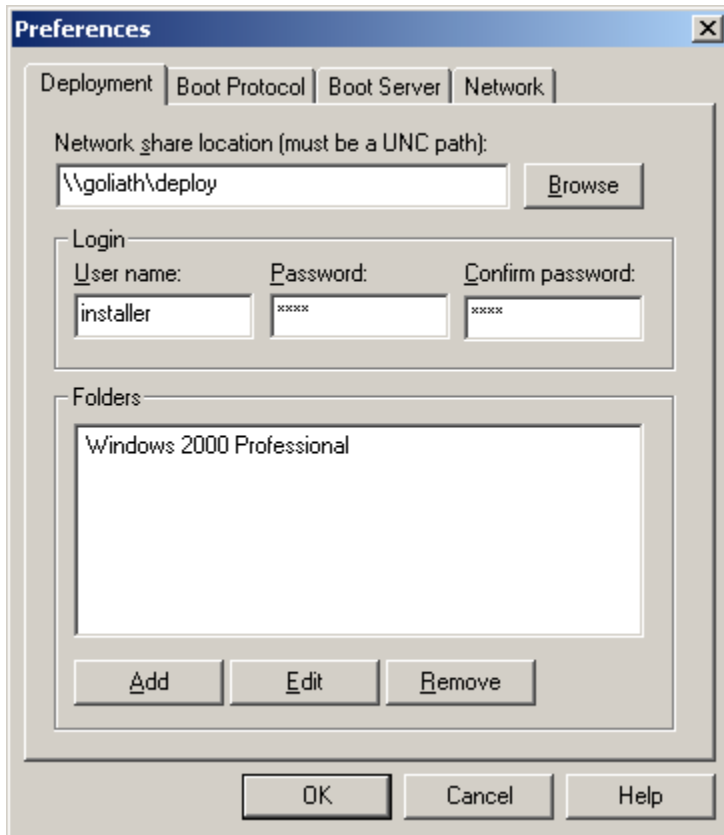 Preferences
Deployment Boot Protocol Boot Server Network
Network share location (must be a UNC path):
\\goliath\deploy Browse
Login
User name: Password: Confirm password:
installer **** ****
Folders
Windows 2000 Professional
Add Edit Remove
OK Cancel Help